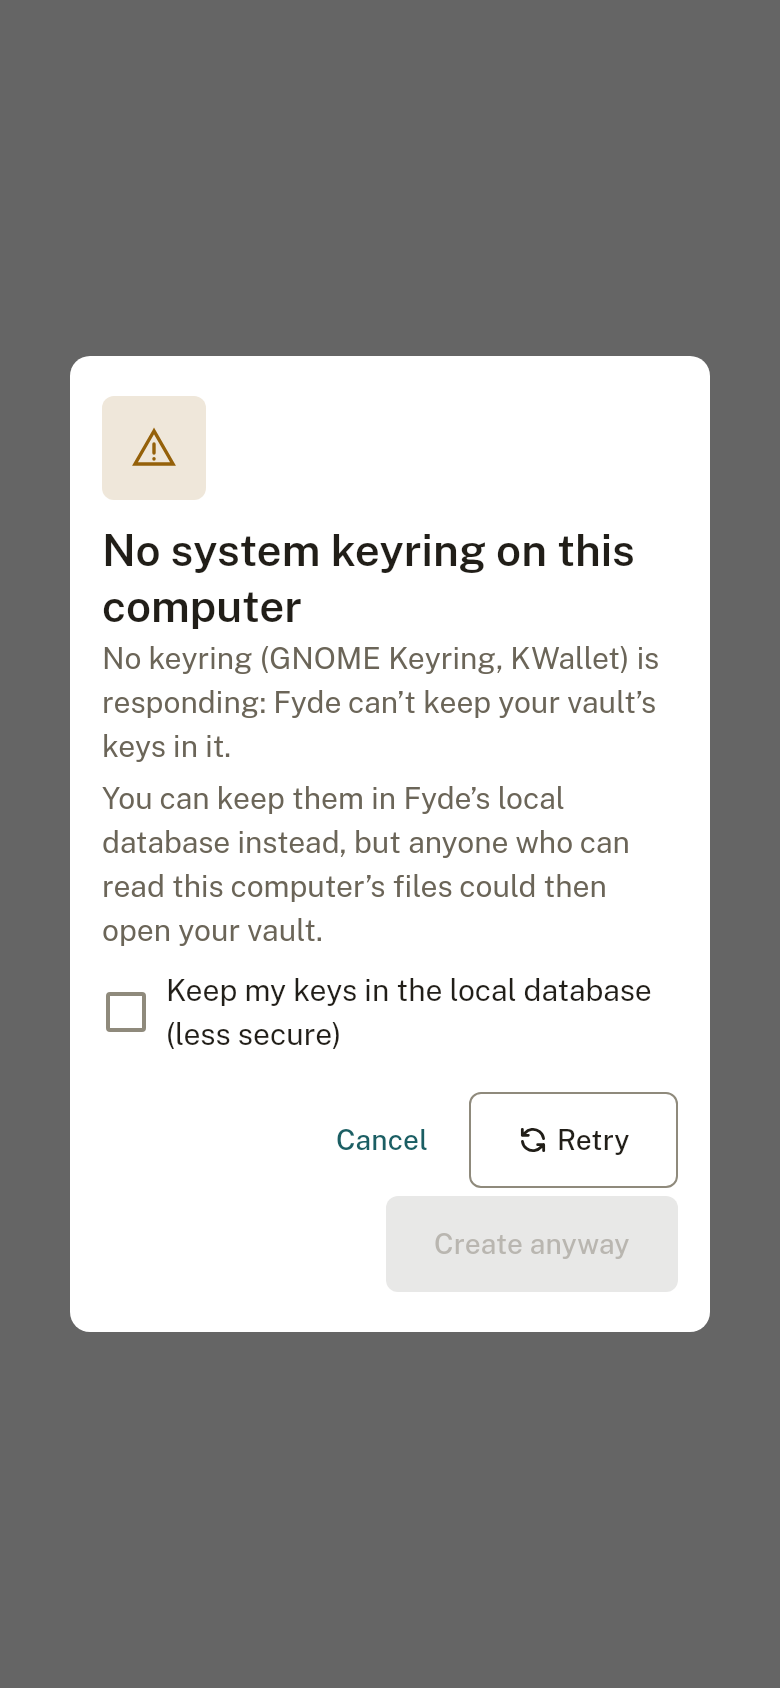 No system keyring on this
computer
No keyring (GNOME Keyring, KWallet) is
responding: Fyde can’t keep your vault’s
keys in it.
You can keep them in Fyde’s local
database instead, but anyone who can
read this computer’s files could then
open your vault.
Keep my keys in the local database
(less secure)
Cancel
Retry
Create anyway